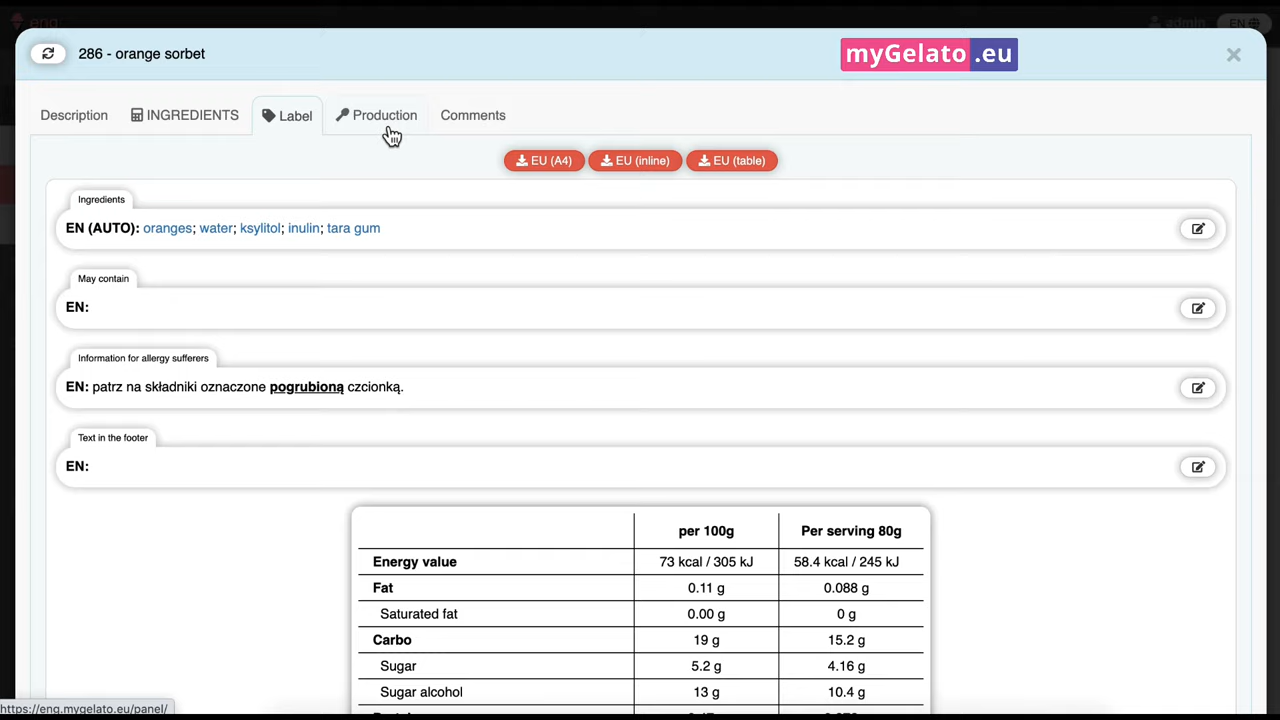 eng
admin
EN
286 - orange sorbet
myGelato .eu
Description
INGREDIENTS
Label
Production
Comments
EU (A4)
EU (inline)
EU (table)
Ingredients
EN (AUTO): oranges; water; ksylitol; inulin; tara gum
May contain
EN:
Information for allergy sufferers
EN: patrz na składniki oznaczone pogrubioną czcionką.
Text in the footer
EN:
per 100g Per serving 80g
Energy value 73 kcal / 305 kJ 58.4 kcal / 245 kJ
Fat 0.11 g 0.088 g
Saturated fat 0.00 g 0 g
Carbo 19 g 15.2 g
Sugar 5.2 g 4.16 g
Sugar alcohol 13 g 10.4 g
https://eng.mygelato.eu/panel/